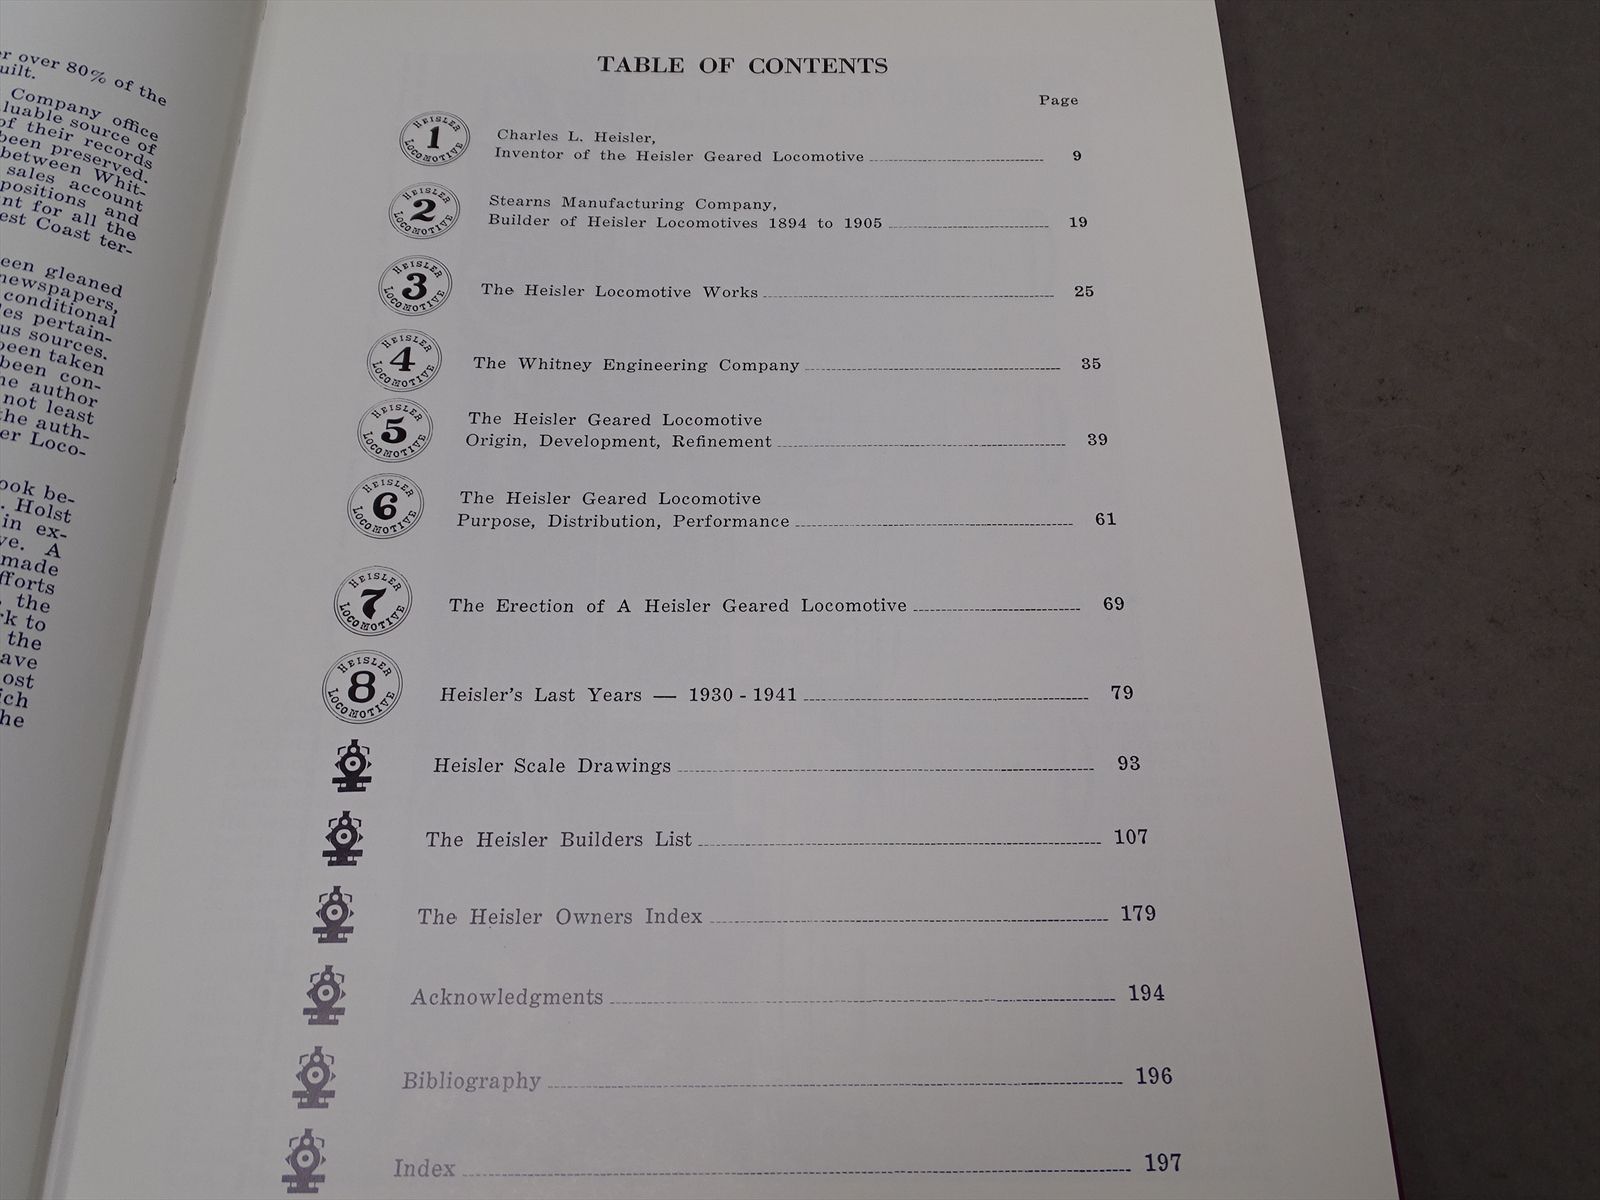 er over 80% of the
uilt.
Company office
luable source of
of their records
been preserved.
between Whit-
sales account
positions and
nt for all the
est Coast ter-
een gleaned
newspapers,
conditional
les pertain-
us sources.
been taken
been con-
he author
not least
the auth-
er Loco-
ook be-
. Holst
in ex-
ve. A
made
fforts
the
rk to
the
ave
ost
ich
he
TABLE OF CONTENTS
Page
HEISLER 1 LOCOMOTIVE
Charles L. Heisler,
Inventor of the Heisler Geared Locomotive 9
HEISLER 2 LOCOMOTIVE
Stearns Manufacturing Company,
Builder of Heisler Locomotives 1894 to 1905 19
HEISLER 3 LOCOMOTIVE
The Heisler Locomotive Works 25
HEISLER 4 LOCOMOTIVE
The Whitney Engineering Company 35
HEISLER 5 LOCOMOTIVE
The Heisler Geared Locomotive
Origin, Development, Refinement 39
HEISLER 6 LOCOMOTIVE
The Heisler Geared Locomotive
Purpose, Distribution, Performance 61
HEISLER 7 LOCOMOTIVE
The Erection of A Heisler Geared Locomotive 69
HEISLER 8 LOCOMOTIVE
Heisler's Last Years — 1930 - 1941 79
Heisler Scale Drawings 93
The Heisler Builders List 107
The Heisler Owners Index 179
Acknowledgments 194
Bibliography 196
Index 197